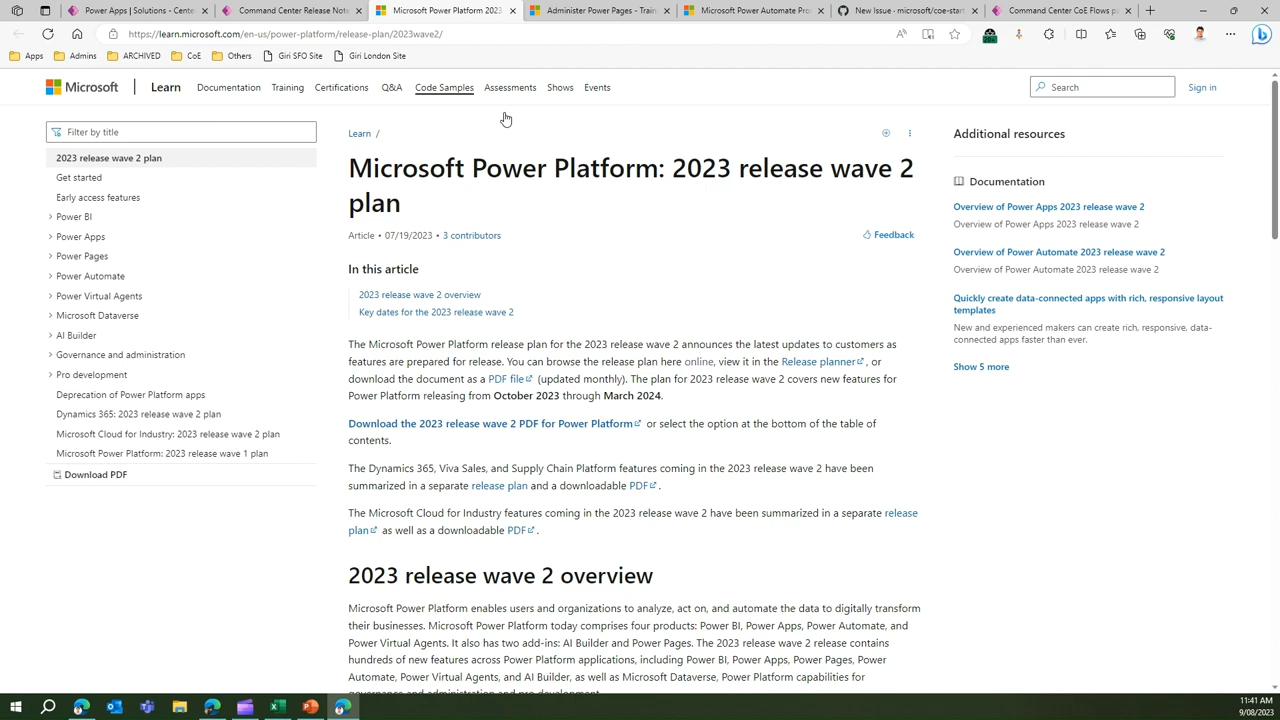 Power Apps | Solutions - Cente
Command Center Release Note
Microsoft Power Platform 2023
Administer Power Pages - Train
Microsoft Power Automate Pro
New Issue · microsoft/coe-start
Command Center CoE Flows p
https://learn.microsoft.com/en-us/power-platform/release-plan/2023wave2/
Apps
Admins
ARCHIVED
CoE
Others
Giri SFO Site
Giri London Site
Microsoft
Learn
Documentation
Training
Certifications
Q&A
Code Samples
Assessments
Shows
Events
Search
Sign in
Filter by title
2023 release wave 2 plan
Get started
Early access features
Power BI
Power Apps
Power Pages
Power Automate
Power Virtual Agents
Microsoft Dataverse
AI Builder
Governance and administration
Pro development
Deprecation of Power Platform apps
Dynamics 365: 2023 release wave 2 plan
Microsoft Cloud for Industry: 2023 release wave 2 plan
Microsoft Power Platform: 2023 release wave 1 plan
Download PDF
Learn /
Microsoft Power Platform: 2023 release wave 2
plan
Article • 07/19/2023 • 3 contributors
Feedback
In this article
2023 release wave 2 overview
Key dates for the 2023 release wave 2
The Microsoft Power Platform release plan for the 2023 release wave 2 announces the latest updates to customers as
features are prepared for release. You can browse the release plan here online, view it in the Release planner, or
download the document as a PDF file (updated monthly). The plan for 2023 release wave 2 covers new features for
Power Platform releasing from October 2023 through March 2024.
Download the 2023 release wave 2 PDF for Power Platform or select the option at the bottom of the table of
contents.
The Dynamics 365, Viva Sales, and Supply Chain Platform features coming in the 2023 release wave 2 have been
summarized in a separate release plan and a downloadable PDF.
The Microsoft Cloud for Industry features coming in the 2023 release wave 2 have been summarized in a separate release
plan as well as a downloadable PDF.
2023 release wave 2 overview
Microsoft Power Platform enables users and organizations to analyze, act on, and automate the data to digitally transform
their businesses. Microsoft Power Platform today comprises four products: Power BI, Power Apps, Power Automate, and
Power Virtual Agents. It also has two add-ins: AI Builder and Power Pages. The 2023 release wave 2 release contains
hundreds of new features across Power Platform applications, including Power BI, Power Apps, Power Pages, Power
Automate, Power Virtual Agents, and AI Builder, as well as Microsoft Dataverse, Power Platform capabilities for
governance and administration and pro development.
Additional resources
Documentation
Overview of Power Apps 2023 release wave 2
Overview of Power Apps 2023 release wave 2
Overview of Power Automate 2023 release wave 2
Overview of Power Automate 2023 release wave 2
Quickly create data-connected apps with rich, responsive layout
templates
New and experienced makers can create rich, responsive, data-
connected apps faster than ever.
Show 5 more
11:41 AM
9/08/2023